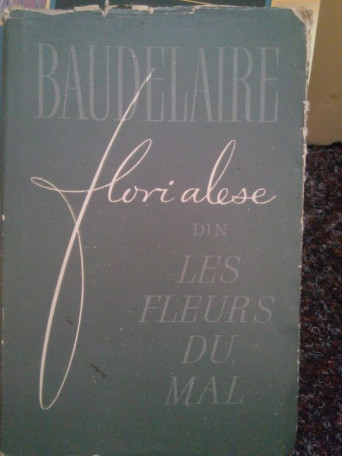 BAUDELAIRE
flori alese
DIN
LES
FLEURS
DU
MAL